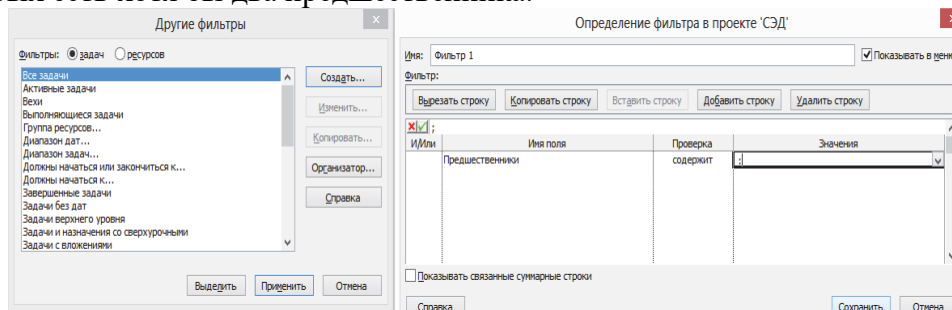 Другие фильтры
x
Фильтры: задач ресурсов
Все задачи
Активные задачи
Вехи
Выполняющиеся задачи
Группа ресурсов...
Диапазон дат...
Диапазон задач...
Должны начаться или закончиться к...
Должны начаться к...
Завершенные задачи
Задачи без дат
Задачи верхнего уровня
Задачи и назначения со сверхурочными
Задачи с вложениями
Создать...
Изменить...
Копировать...
Организатор...
Справка
Выделить Применить Отмена
Определение фильтра в проекте 'СЭД'
Имя: Фильтр 1 Показывать в меню
Фильтр:
Вырезать строку Копировать строку Вставить строку Добавить строку Удалить строку
;
И/Или Имя поля Проверка Значения
Предшественники содержит ;
Показывать связанные суммарные строки
Справка Сохранить Отмена